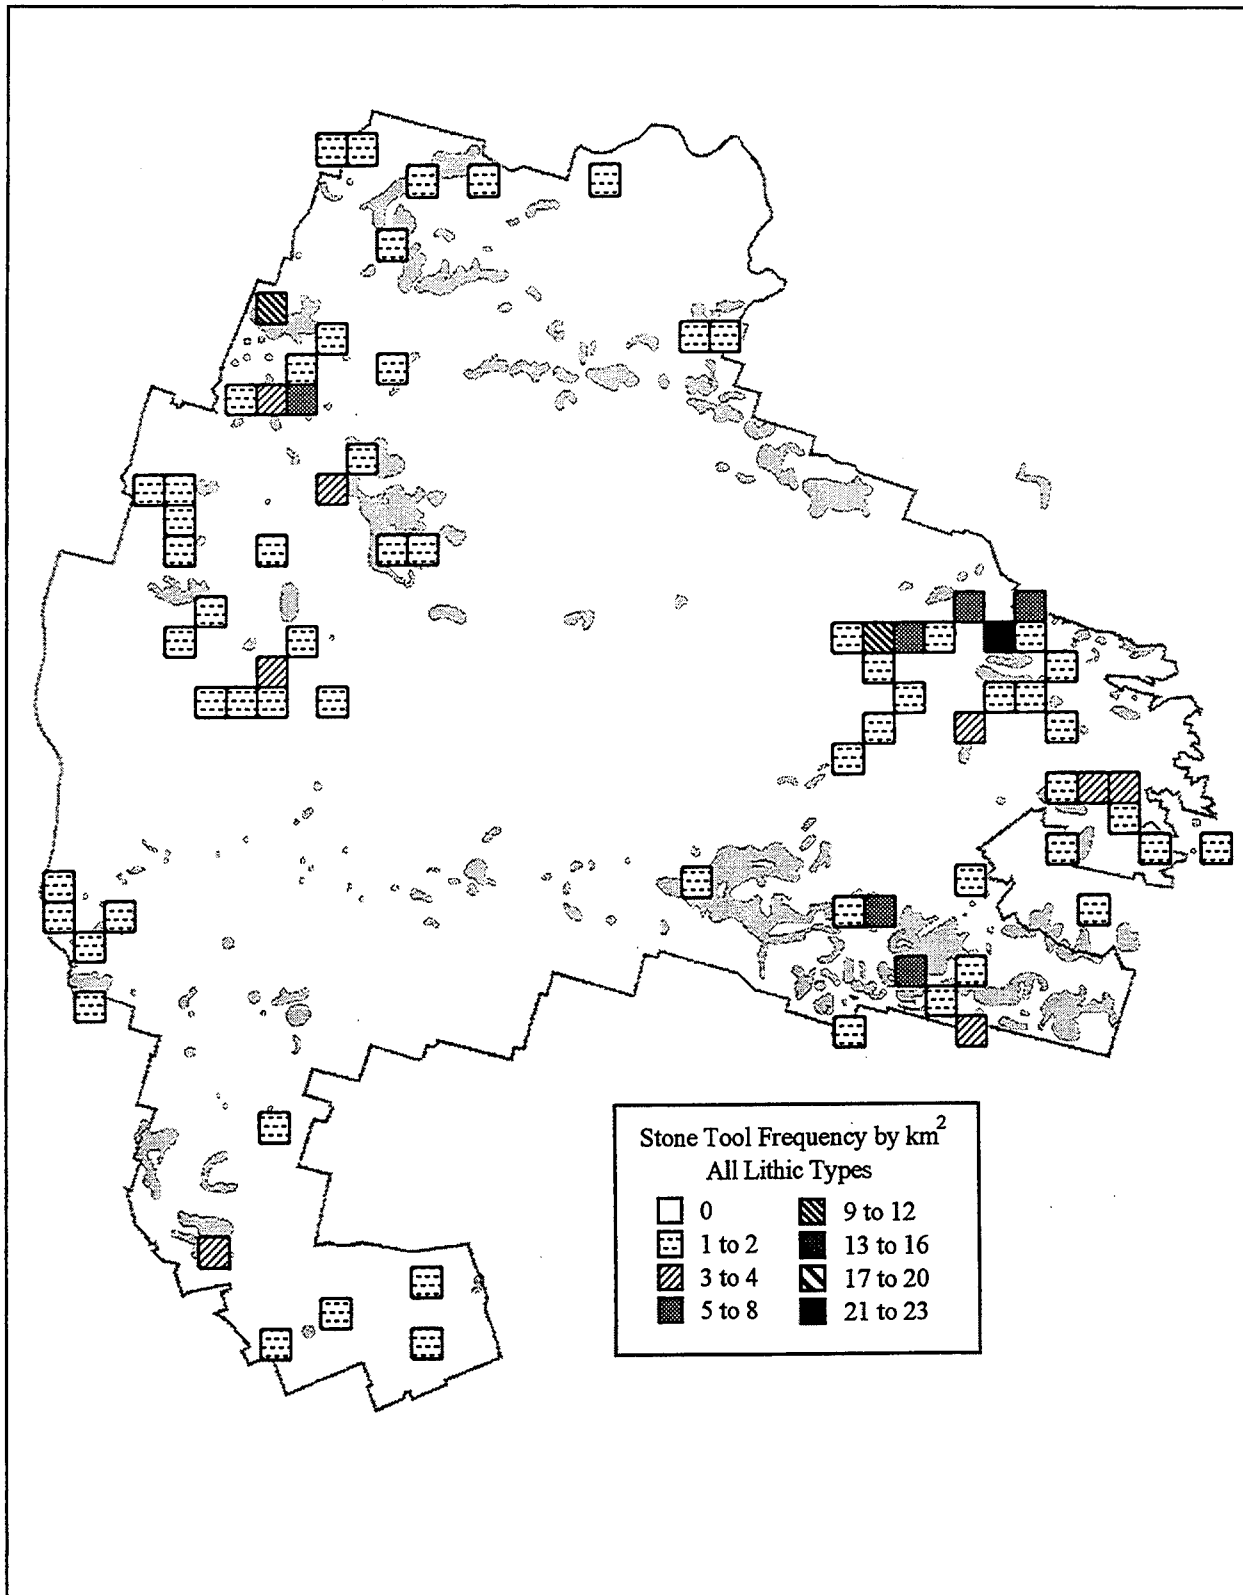 Stone Tool Frequency by km²
All Lithic Types
0
1 to 2
3 to 4
5 to 8
9 to 12
13 to 16
17 to 20
21 to 23